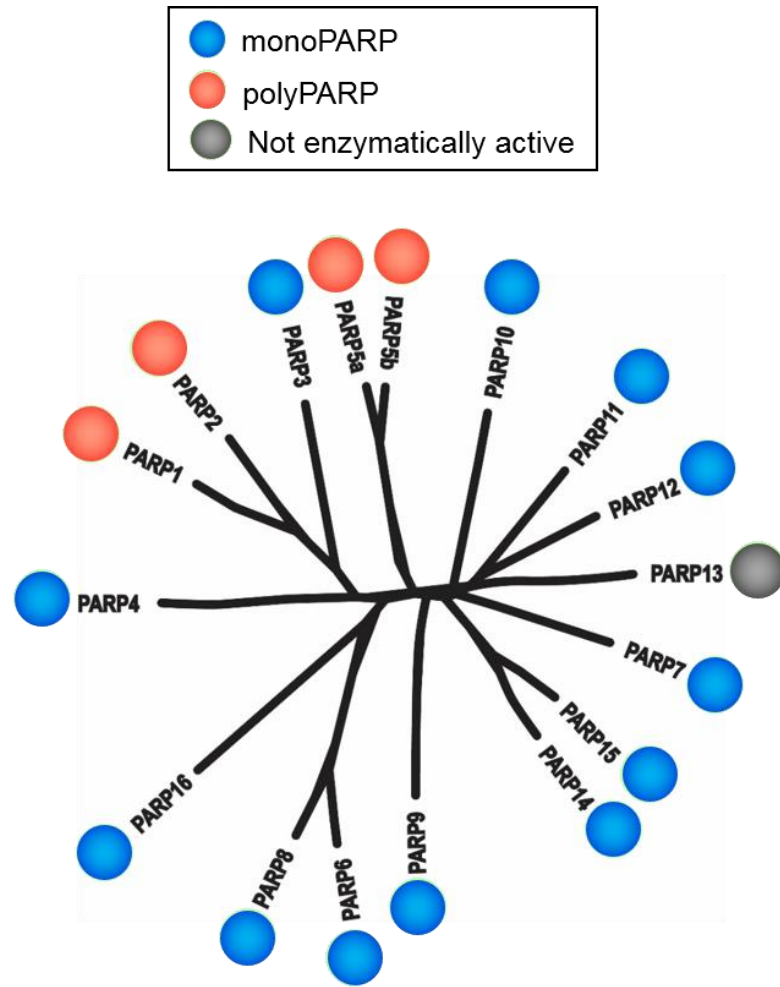 monoPARP
polyPARP
Not enzymatically active
PARP5a
PARP5b
PARP10
PARP3
PARP2
PARP11
PARP1
PARP12
PARP13
PARP4
PARP7
PARP15
PARP14
PARP16
PARP9
PARP8
PARP6